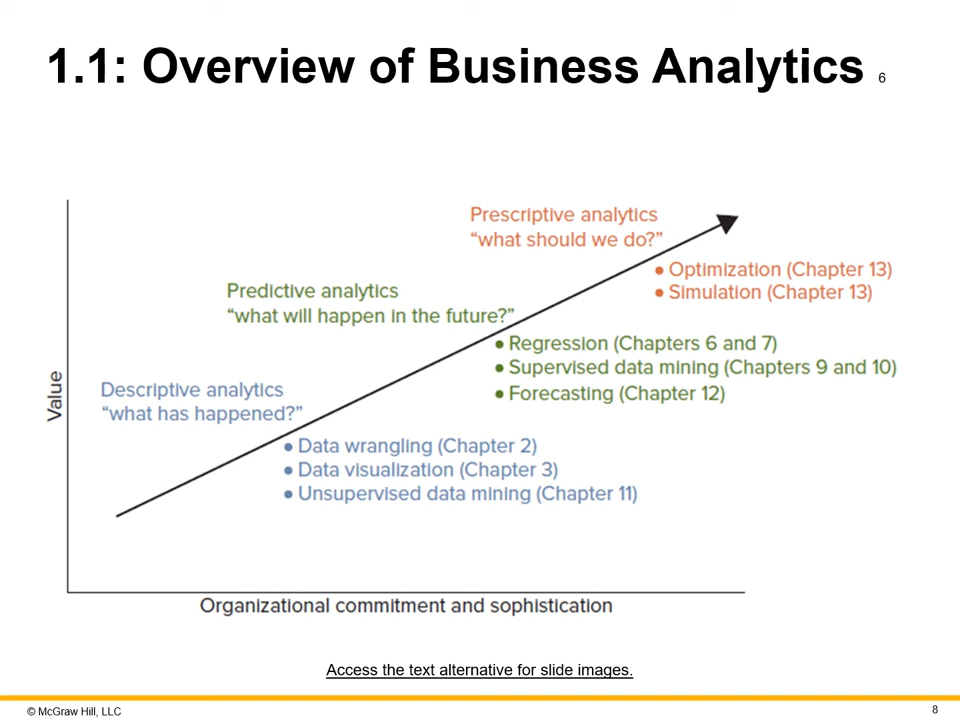 1.1: Overview of Business Analytics 6
Prescriptive analytics
“what should we do?”
• Optimization (Chapter 13)
• Simulation (Chapter 13)
Predictive analytics
“what will happen in the future?”
• Regression (Chapters 6 and 7)
• Supervised data mining (Chapters 9 and 10)
• Forecasting (Chapter 12)
Descriptive analytics
“what has happened?”
• Data wrangling (Chapter 2)
• Data visualization (Chapter 3)
• Unsupervised data mining (Chapter 11)
Value
Organizational commitment and sophistication
Access the text alternative for slide images.
© McGraw Hill, LLC
8